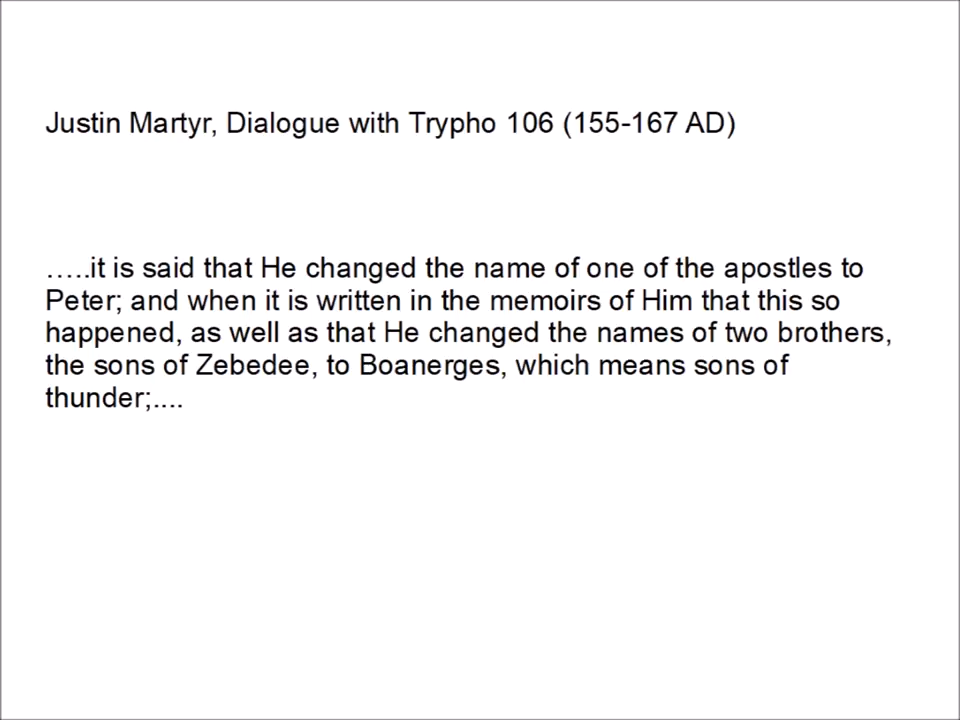 Justin Martyr, Dialogue with Trypho 106 (155-167 AD)
…..it is said that He changed the name of one of the apostles to
Peter; and when it is written in the memoirs of Him that this so
happened, as well as that He changed the names of two brothers,
the sons of Zebedee, to Boanerges, which means sons of
thunder;....